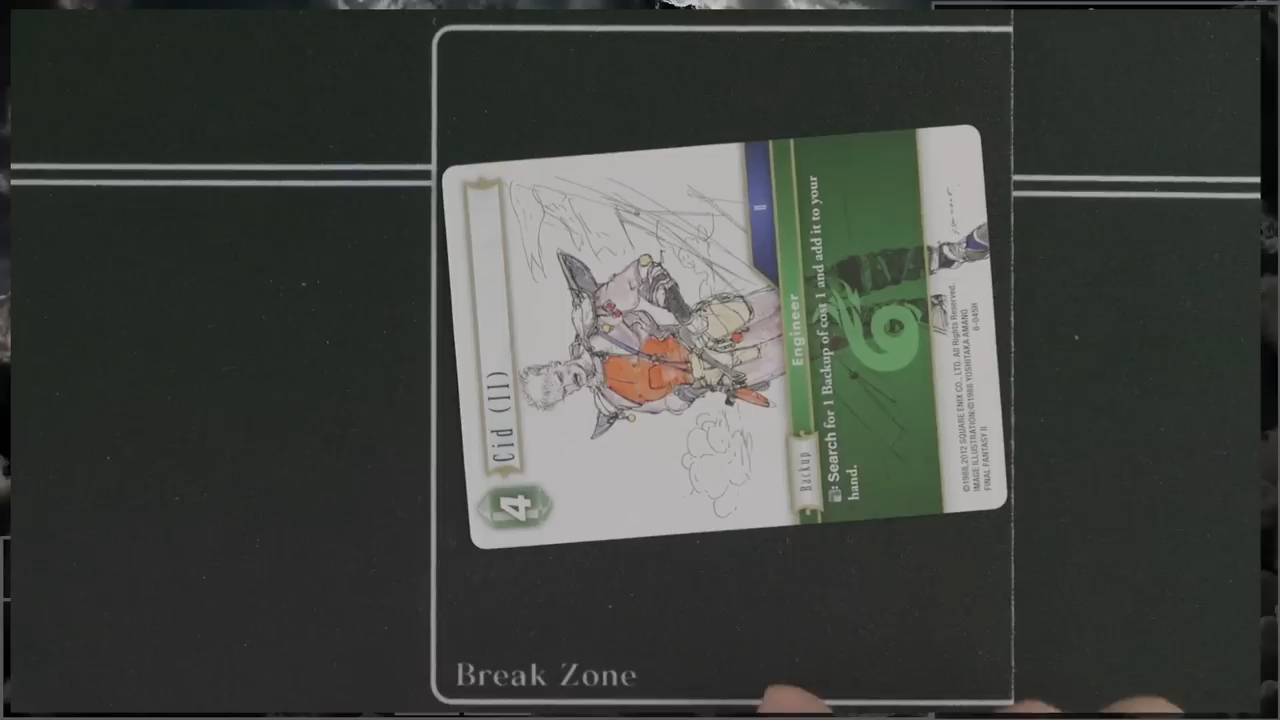 4
Cid (II)
II
Backup
Engineer
: Search for 1 Backup of cost 1 and add it to your
hand.
©1988,2012 SQUARE ENIX CO., LTD. All Rights Reserved.
IMAGE ILLUSTRATION:©1988 YOSHITAKA AMANO
FINAL FANTASY II
8-045H
Break Zone